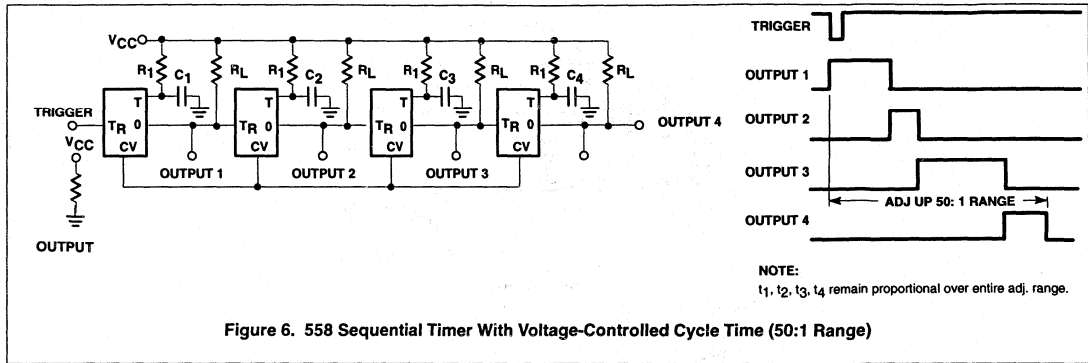 VCC
R1 C1 RL R1 C2 RL R1 C3 RL R1 C4 RL
T T T T
TRIGGER
TR 0 TR 0 TR 0 TR 0
OUTPUT 4
VCC
CV CV CV CV
OUTPUT 1 OUTPUT 2 OUTPUT 3
OUTPUT
TRIGGER
OUTPUT 1
OUTPUT 2
OUTPUT 3
ADJ UP 50: 1 RANGE
OUTPUT 4
NOTE:
t1, t2, t3, t4 remain proportional over entire adj. range.
Figure 6. 558 Sequential Timer With Voltage-Controlled Cycle Time (50:1 Range)